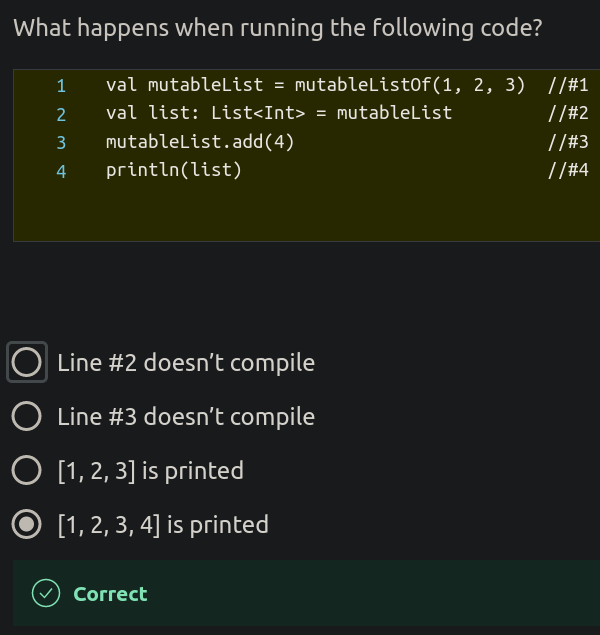 What happens when running the following code?
1 val mutableList = mutableListOf(1, 2, 3) //#1
2 val list: List<Int> = mutableList //#2
3 mutableList.add(4) //#3
4 println(list) //#4
Line #2 doesn’t compile
Line #3 doesn’t compile
[1, 2, 3] is printed
[1, 2, 3, 4] is printed
Correct